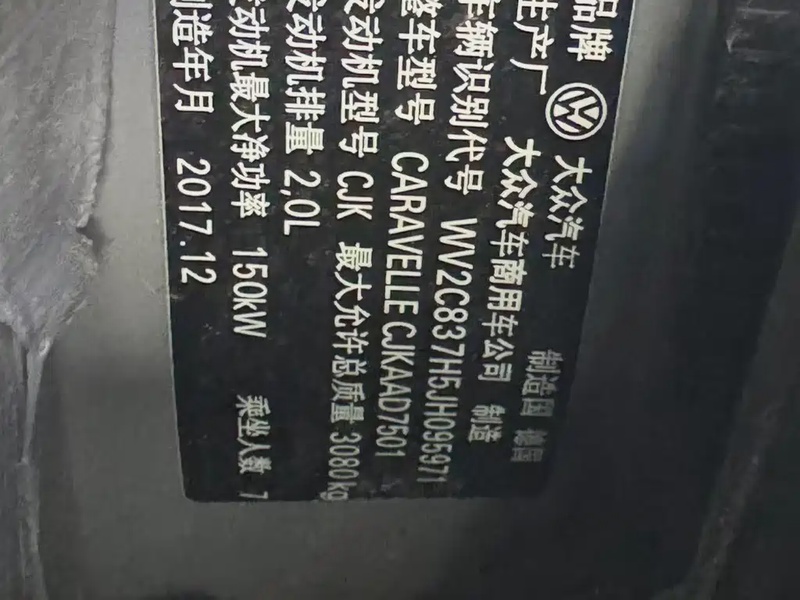 品牌 大众汽车 制造国 德国
生产厂 大众汽车商用车公司 制造
车辆识别代号 WV2C837H5JH095971
整车型号 CARAVELLE CJKAAD7501
发动机型号 CJK 最大允许总质量 3080kg
发动机排量 2,0L
发动机最大净功率 150kW 乘坐人数 7
制造年月 2017.12